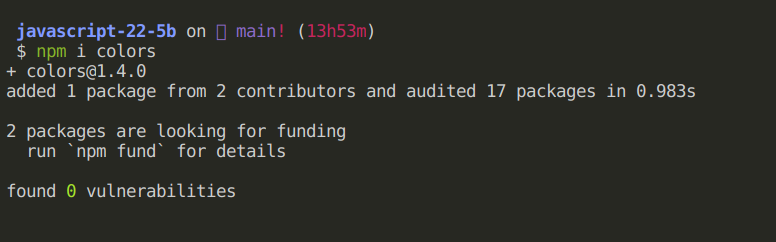 javascript-22-5b on main! (13h53m)
$ npm i colors
+ colors@1.4.0
added 1 package from 2 contributors and audited 17 packages in 0.983s
2 packages are looking for funding
run `npm fund` for details
found 0 vulnerabilities